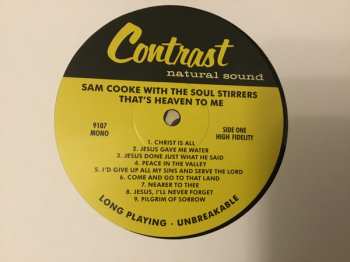 Contrast
natural sound
SAM COOKE WITH THE SOUL STIRRERS
THAT'S HEAVEN TO ME
9107
MONO
SIDE ONE
HIGH FIDELITY
1. CHRIST IS ALL
2. JESUS GAVE ME WATER
3. JESUS DONE JUST WHAT HE SAID
4. PEACE IN THE VALLEY
5. I'D GIVE UP ALL MY SINS AND SERVE THE LORD
6. COME AND GO TO THAT LAND
7. NEARER TO THER
8. JESUS, I'LL NEVER FORGET
9. PILGRIM OF SORROW
LONG PLAYING - UNBREAKABLE